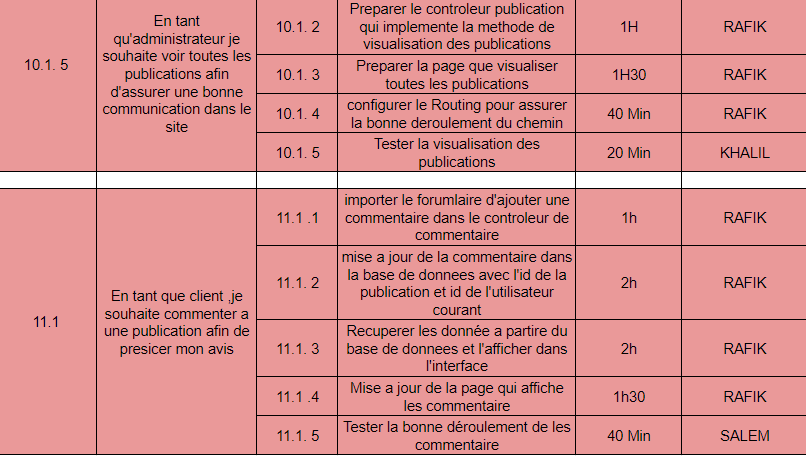 10.1. 5
En tant
qu'administrateur je
souhaite voir toutes les
publications afin
d'assurer une bonne
communication dans le
site
10.1. 2
Preparer le controleur publication
qui implemente la methode de
visualisation des publications
1H
RAFIK
10.1. 3
Preparer la page que visualiser
toutes les publications
1H30
RAFIK
10.1. 4
configurer le Routing pour assurer
la bonne deroulement du chemin
40 Min
RAFIK
10.1. 5
Tester la visualisation des
publications
20 Min
KHALIL
11.1
En tant que client ,je
souhaite commenter a
une publication afin de
presicer mon avis
11.1 .1
importer le forumlaire d'ajouter une
commentaire dans le controleur de
commentaire
1h
RAFIK
11.1. 2
mise a jour de la commentaire dans
la base de donnees avec l'id de la
publication et id de l'utilisateur
courant
2h
RAFIK
11.1. 3
Recuperer les donnée a partire du
base de donnees et l'afficher dans
l'interface
2h
RAFIK
11.1 .4
Mise a jour de la page qui affiche
les commentaire
1h30
RAFIK
11.1. 5
Tester la bonne déroulement de les
commentaire
40 Min
SALEM